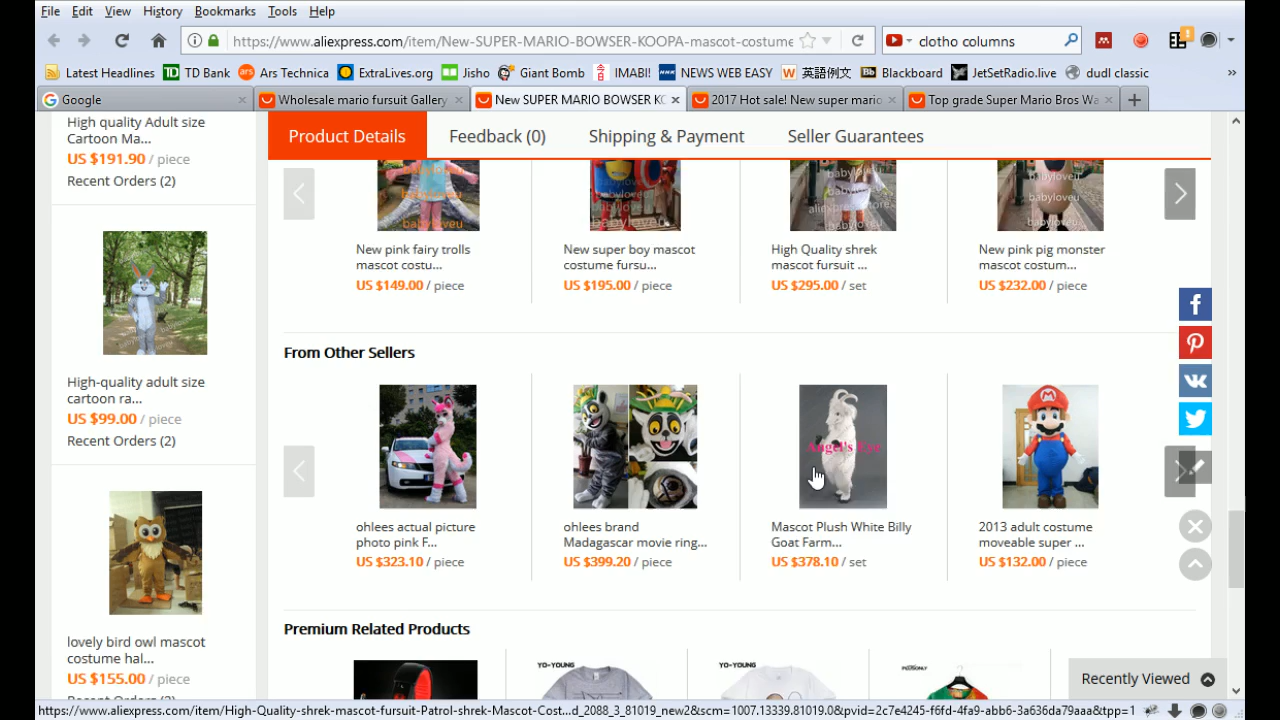 File Edit View History Bookmarks Tools Help
https://www.aliexpress.com/item/New-SUPER-MARIO-BOWSER-KOOPA-mascot-costume
clotho columns
Latest Headlines TD Bank Ars Technica ExtraLives.org Jisho Giant Bomb IMABI! NEWS WEB EASY 英語例文 Blackboard JetSetRadio.live dudl classic
Google
Wholesale mario fursuit Gallery
New SUPER MARIO BOWSER KO
2017 Hot sale! New super mario
Top grade Super Mario Bros Wa
High quality Adult size
Cartoon Ma...
US $191.90 / piece
Recent Orders (2)
High-quality adult size
cartoon ra...
US $99.00 / piece
Recent Orders (2)
lovely bird owl mascot
costume hal...
US $155.00 / piece
Product Details Feedback (0) Shipping & Payment Seller Guarantees
babyloveu
New pink fairy trolls
mascot costu...
US $149.00 / piece
babyloveu
New super boy mascot
costume fursu...
US $195.00 / piece
babyloveu
High Quality shrek
mascot fursuit ...
US $295.00 / set
babyloveu
New pink pig monster
mascot costum...
US $232.00 / piece
From Other Sellers
ohlees actual picture
photo pink F...
US $323.10 / piece
ohlees brand
Madagascar movie ring...
US $399.20 / piece
Angel's Eye
Mascot Plush White Billy
Goat Farm...
US $378.10 / set
2013 adult costume
moveable super ...
US $132.00 / piece
Premium Related Products
YO-YOUNG
YO-YOUNG
Recently Viewed
https://www.aliexpress.com/item/High-Quality-shrek-mascot-fursuit-Patrol-shrek-Mascot-Cost...d_2088_3_81019_new2&scm=1007.13339.81019.0&pvid=2c7e4245-f6fd-4fa9-abb6-3a636da79aaa&tpp=1